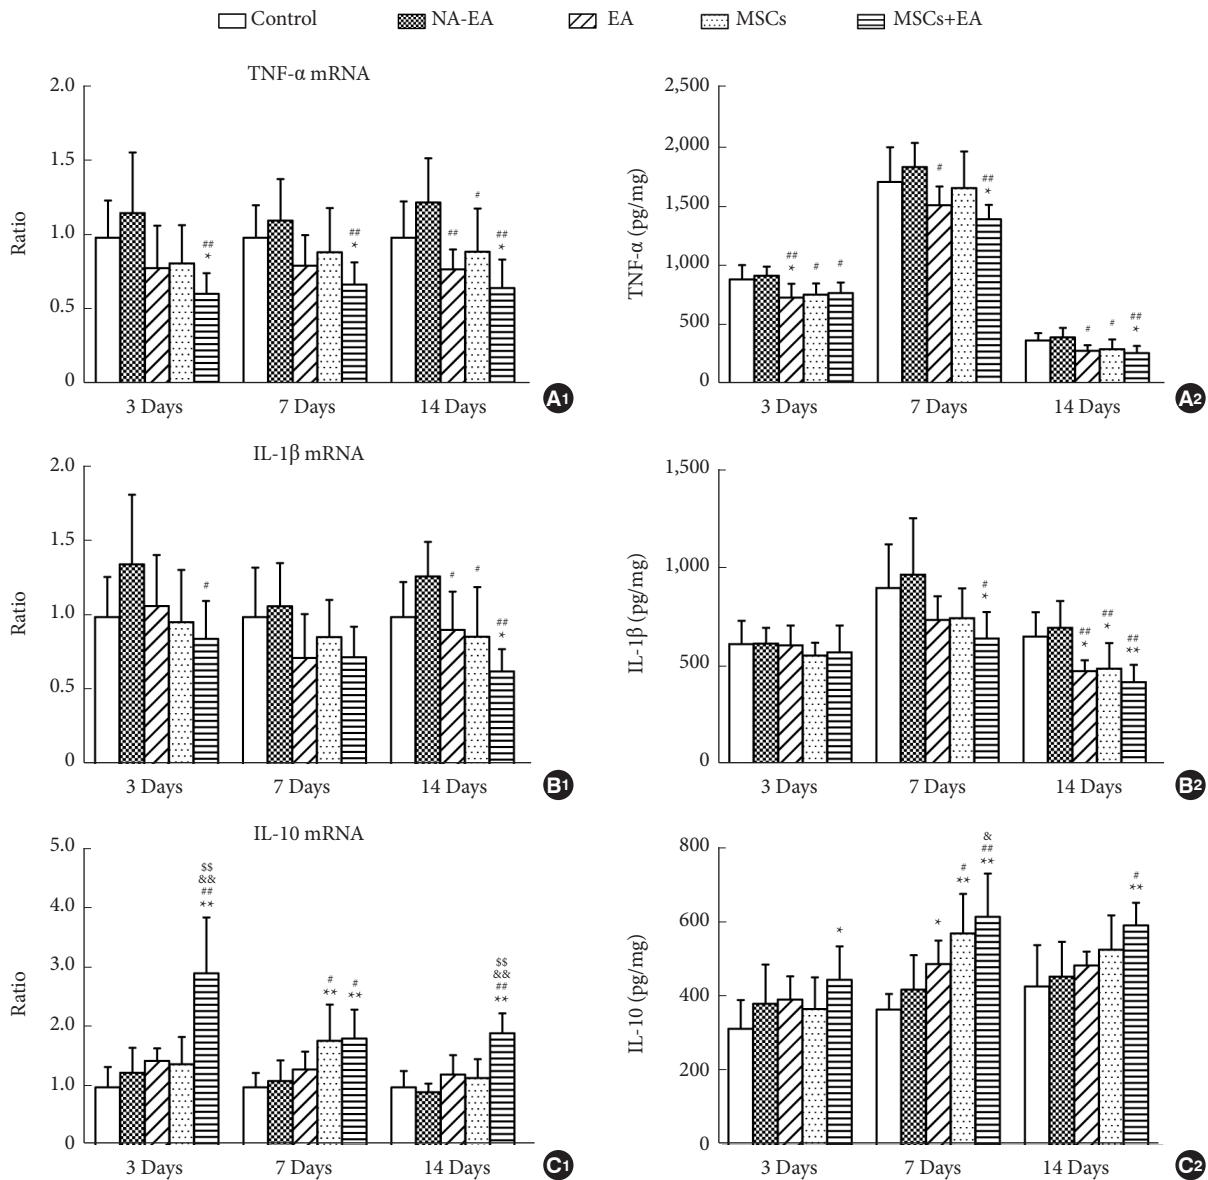 Control NA-EA EA MSCs MSCs+EA
TNF-α mRNA
2.0
1.5
1.0
0.5
0
Ratio
# ## ## ## ##
* * *
#
3 Days 7 Days 14 Days
A1
2,500
2,000
1,500
1,000
500
0
TNF-α (pg/mg)
##
* # #
# ##
*
# # ##
*
3 Days 7 Days 14 Days
A2
IL-1β mRNA
2.0
1.5
1.0
0.5
0
Ratio
#
# # ##
*
3 Days 7 Days 14 Days
B1
1,500
1,000
500
0
IL-1β (pg/mg)
#
*
##
*
##
*
##
**
3 Days 7 Days 14 Days
B2
IL-10 mRNA
5.0
4.0
3.0
2.0
1.0
0
Ratio
$$
&&
##
**
#
**
#
**
$$
&&
##
**
3 Days 7 Days 14 Days
C1
800
600
400
200
0
IL-10 (pg/mg)
*
*
#
**
&
##
**
#
**
3 Days 7 Days 14 Days
C2